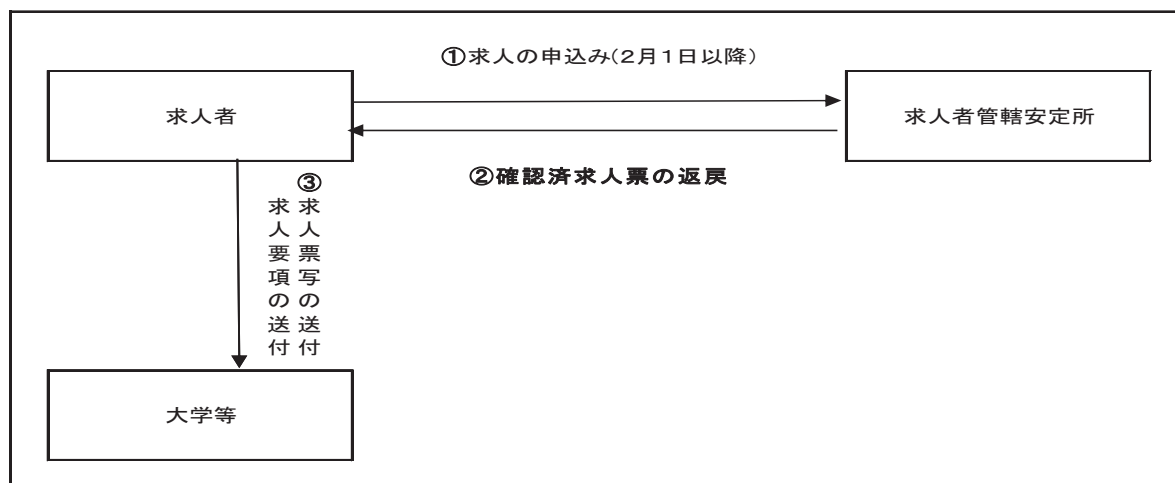 ①求人の申込み(2月1日以降)
求人者
求人者管轄安定所
②確認済求人票の返戻
③求人票写の送付
求人要項の送付
大学等